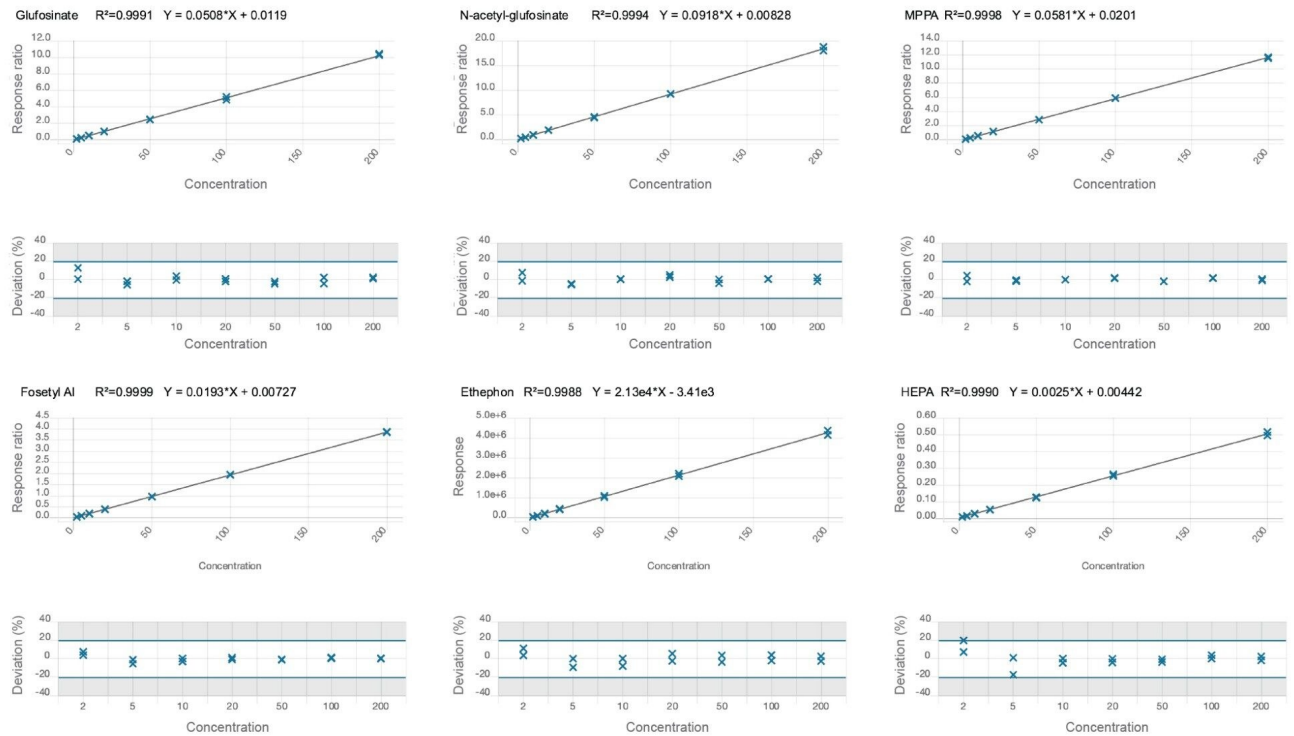 Glufosinate R²=0.9991 Y = 0.0508*X + 0.0119
Response ratio
12.0
10.0
8.0
6.0
4.0
2.0
0.0
0 50 100 150 200
Concentration
Deviation (%)
40
20
0
-20
-40
2 5 10 20 50 100 200
Concentration
N-acetyl-glufosinate R²=0.9994 Y = 0.0918*X + 0.00828
Response ratio
20.0
15.0
10.0
5.0
0.0
0 50 100 150 200
Concentration
Deviation (%)
40
20
0
-20
-40
2 5 10 20 50 100 200
Concentration
MPPA R²=0.9998 Y = 0.0581*X + 0.0201
Response ratio
14.0
12.0
10.0
8.0
6.0
4.0
2.0
0.0
0 50 100 150 200
Concentration
Deviation (%)
40
20
0
-20
-40
2 5 10 20 50 100 200
Concentration
Fosetyl Al R²=0.9999 Y = 0.0193*X + 0.00727
Response ratio
4.5
4.0
3.5
3.0
2.5
2.0
1.5
1.0
0.5
0.0
0 50 100 150 200
Concentration
Deviation (%)
40
20
0
-20
-40
2 5 10 20 50 100 200
Concentration
Ethephon R²=0.9988 Y = 2.13e4*X - 3.41e3
Response
5.0e+6
4.0e+6
3.0e+6
2.0e+6
1.0e+6
0.0
0 50 100 150 200
Concentration
Deviation (%)
40
20
0
-20
-40
2 5 10 20 50 100 200
Concentration
HEPA R²=0.9990 Y = 0.0025*X + 0.00442
Response ratio
0.60
0.50
0.40
0.30
0.20
0.10
0.00
0 50 100 150 200
Concentration
Deviation (%)
40
20
0
-20
-40
2 5 10 20 50 100 200
Concentration